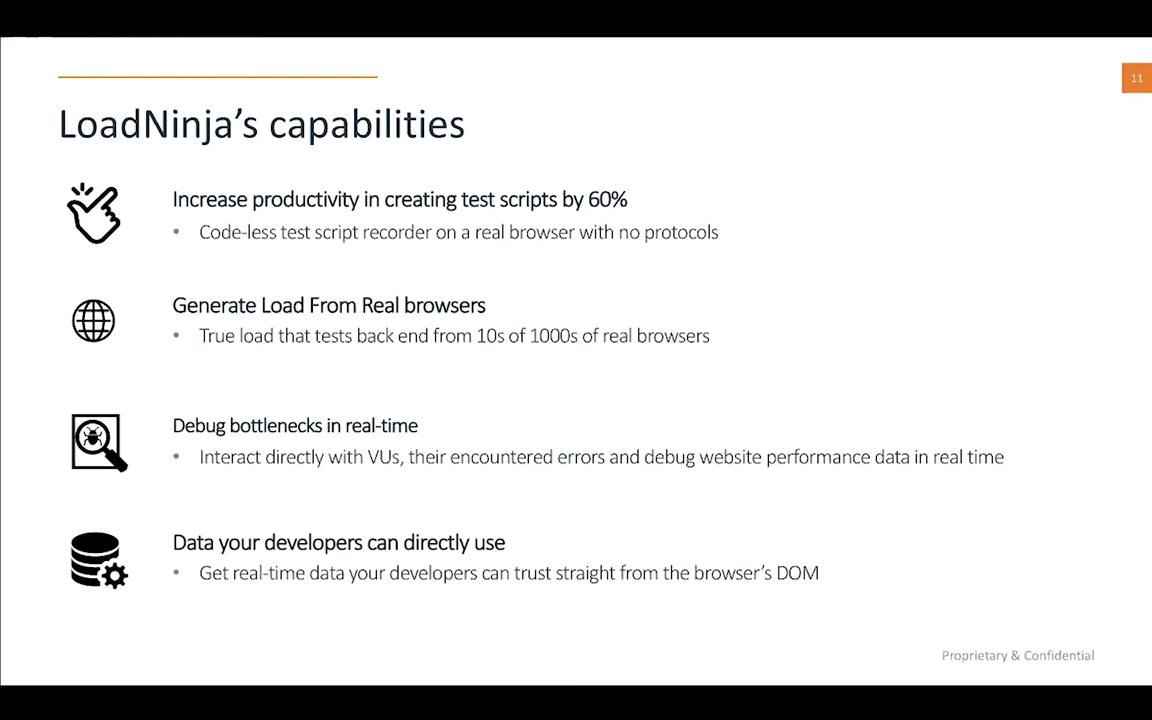 11
LoadNinja’s capabilities
Increase productivity in creating test scripts by 60%
• Code-less test script recorder on a real browser with no protocols
Generate Load From Real browsers
• True load that tests back end from 10s of 1000s of real browsers
Debug bottlenecks in real-time
• Interact directly with VUs, their encountered errors and debug website performance data in real time
Data your developers can directly use
• Get real-time data your developers can trust straight from the browser’s DOM
Proprietary & Confidential